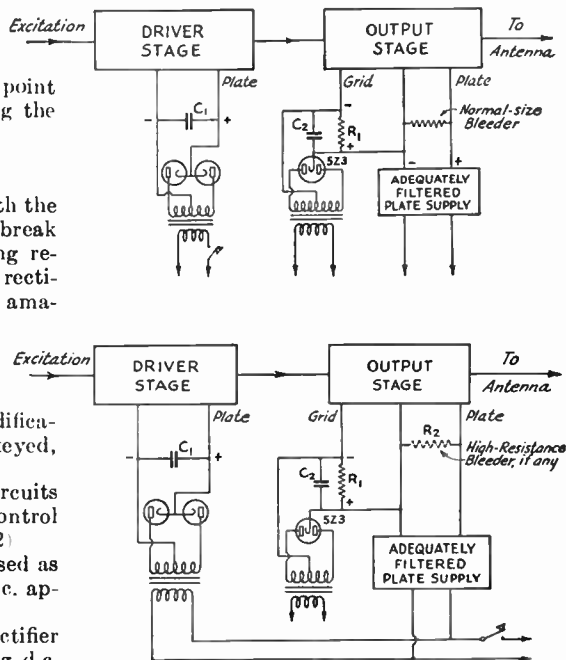 point
g the
th the
break
ng re-
recti-
ama-
difica-
keyed,
rcuits
ontrol
2)
sed as
c. ap-
ctifier
g d.c.
Excitation
DRIVER
STAGE
OUTPUT
STAGE
To
Antenna
Plate
Grid
Plate
- C1 +
-
C2
R1
+
5Z3
Normal-size
Bleeder
- +
ADEQUATELY
FILTERED
PLATE SUPPLY
Excitation
DRIVER
STAGE
OUTPUT
STAGE
To
Antenna
Plate
Grid
Plate
- C1 +
-
C2
R1
+
5Z3
R2
High-Resistance
Bleeder, if any
ADEQUATELY
FILTERED
PLATE SUPPLY